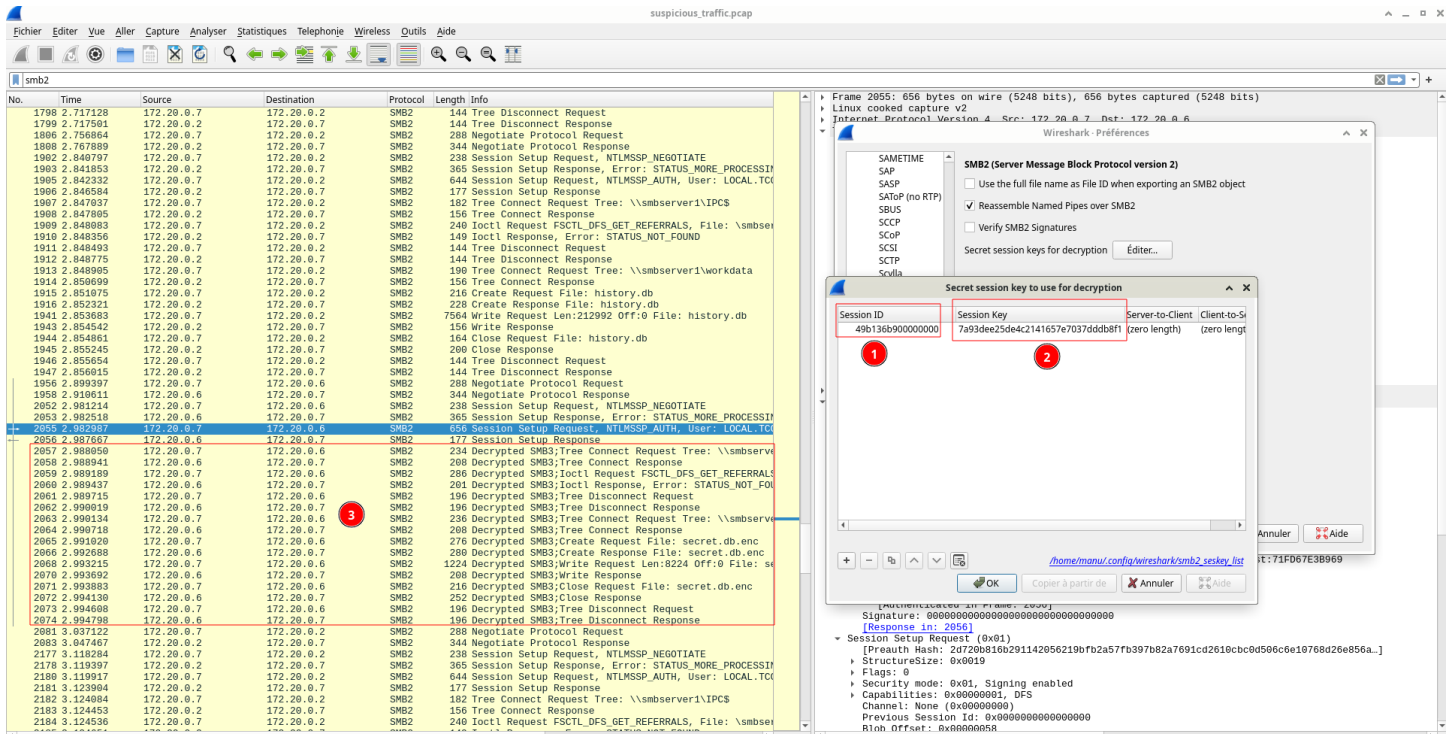 suspicious_traffic.pcap
Fichier Editer Vue Aller Capture Analyser Statistiques Telephonie Wireless Outils Aide
smb2
No. Time Source Destination Protocol Length Info
1798 2.717128 172.20.0.7 172.20.0.2 SMB2 144 Tree Disconnect Request
1799 2.717501 172.20.0.2 172.20.0.7 SMB2 144 Tree Disconnect Response
1806 2.756864 172.20.0.7 172.20.0.2 SMB2 288 Negotiate Protocol Request
1808 2.767889 172.20.0.2 172.20.0.7 SMB2 344 Negotiate Protocol Response
1902 2.840797 172.20.0.7 172.20.0.2 SMB2 238 Session Setup Request, NTLMSSP_NEGOTIATE
1903 2.841853 172.20.0.2 172.20.0.7 SMB2 365 Session Setup Response, Error: STATUS_MORE_PROCESSIN
1905 2.842332 172.20.0.7 172.20.0.2 SMB2 644 Session Setup Request, NTLMSSP_AUTH, User: LOCAL.TCO
1906 2.846584 172.20.0.2 172.20.0.7 SMB2 177 Session Setup Response
1907 2.847037 172.20.0.7 172.20.0.2 SMB2 182 Tree Connect Request Tree: \\smbserver1\IPC$
1908 2.847805 172.20.0.2 172.20.0.7 SMB2 156 Tree Connect Response
1909 2.848083 172.20.0.7 172.20.0.2 SMB2 240 Ioctl Request FSCTL_DFS_GET_REFERRALS, File: \smbser
1910 2.848356 172.20.0.2 172.20.0.7 SMB2 149 Ioctl Response, Error: STATUS_NOT_FOUND
1911 2.848493 172.20.0.7 172.20.0.2 SMB2 144 Tree Disconnect Request
1912 2.848775 172.20.0.2 172.20.0.7 SMB2 144 Tree Disconnect Response
1913 2.848905 172.20.0.7 172.20.0.2 SMB2 190 Tree Connect Request Tree: \\smbserver1\workdata
1914 2.850699 172.20.0.2 172.20.0.7 SMB2 156 Tree Connect Response
1915 2.851075 172.20.0.7 172.20.0.2 SMB2 216 Create Request File: history.db
1916 2.852321 172.20.0.2 172.20.0.7 SMB2 228 Create Response File: history.db
1941 2.853683 172.20.0.7 172.20.0.2 SMB2 7564 Write Request Len:212992 Off:0 File: history.db
1943 2.854542 172.20.0.2 172.20.0.7 SMB2 156 Write Response
1944 2.854861 172.20.0.7 172.20.0.2 SMB2 164 Close Request File: history.db
1945 2.855245 172.20.0.2 172.20.0.7 SMB2 200 Close Response
1946 2.855654 172.20.0.7 172.20.0.2 SMB2 144 Tree Disconnect Request
1947 2.856015 172.20.0.2 172.20.0.7 SMB2 144 Tree Disconnect Response
1956 2.899397 172.20.0.7 172.20.0.6 SMB2 288 Negotiate Protocol Request
1958 2.910611 172.20.0.6 172.20.0.7 SMB2 344 Negotiate Protocol Response
2052 2.981214 172.20.0.7 172.20.0.6 SMB2 238 Session Setup Request, NTLMSSP_NEGOTIATE
2053 2.982518 172.20.0.6 172.20.0.7 SMB2 365 Session Setup Response, Error: STATUS_MORE_PROCESSIN
2055 2.982987 172.20.0.7 172.20.0.6 SMB2 656 Session Setup Request, NTLMSSP_AUTH, User: LOCAL.TCO
2056 2.987667 172.20.0.6 172.20.0.7 SMB2 177 Session Setup Response
2057 2.988050 172.20.0.7 172.20.0.6 SMB2 234 Decrypted SMB3;Tree Connect Request Tree: \\smbserve
2058 2.988941 172.20.0.6 172.20.0.7 SMB2 208 Decrypted SMB3;Tree Connect Response
2059 2.989189 172.20.0.7 172.20.0.6 SMB2 286 Decrypted SMB3;Ioctl Request FSCTL_DFS_GET_REFERRALS
2060 2.989437 172.20.0.6 172.20.0.7 SMB2 201 Decrypted SMB3;Ioctl Response, Error: STATUS_NOT_FOU
2061 2.989715 172.20.0.7 172.20.0.6 SMB2 196 Decrypted SMB3;Tree Disconnect Request
2062 2.990019 172.20.0.6 172.20.0.7 SMB2 196 Decrypted SMB3;Tree Disconnect Response
2063 2.990134 172.20.0.7 172.20.0.6 SMB2 236 Decrypted SMB3;Tree Connect Request Tree: \\smbserve
2064 2.990718 172.20.0.6 172.20.0.7 SMB2 208 Decrypted SMB3;Tree Connect Response
2065 2.991020 172.20.0.7 172.20.0.6 SMB2 276 Decrypted SMB3;Create Request File: secret.db.enc
2066 2.992688 172.20.0.6 172.20.0.7 SMB2 280 Decrypted SMB3;Create Response File: secret.db.enc
2068 2.993215 172.20.0.7 172.20.0.6 SMB2 1224 Decrypted SMB3;Write Request Len:8224 Off:0 File: se
2070 2.993692 172.20.0.6 172.20.0.7 SMB2 208 Decrypted SMB3;Write Response
2071 2.993883 172.20.0.7 172.20.0.6 SMB2 216 Decrypted SMB3;Close Request File: secret.db.enc
2072 2.994130 172.20.0.6 172.20.0.7 SMB2 252 Decrypted SMB3;Close Response
2073 2.994608 172.20.0.7 172.20.0.6 SMB2 196 Decrypted SMB3;Tree Disconnect Request
2074 2.994798 172.20.0.6 172.20.0.7 SMB2 196 Decrypted SMB3;Tree Disconnect Response
2081 3.037122 172.20.0.7 172.20.0.2 SMB2 288 Negotiate Protocol Request
2083 3.047467 172.20.0.2 172.20.0.7 SMB2 344 Negotiate Protocol Response
2177 3.118284 172.20.0.7 172.20.0.2 SMB2 238 Session Setup Request, NTLMSSP_NEGOTIATE
2178 3.119397 172.20.0.2 172.20.0.7 SMB2 365 Session Setup Response, Error: STATUS_MORE_PROCESSIN
2180 3.119917 172.20.0.7 172.20.0.2 SMB2 644 Session Setup Request, NTLMSSP_AUTH, User: LOCAL.TCO
2181 3.123904 172.20.0.2 172.20.0.7 SMB2 177 Session Setup Response
2182 3.124084 172.20.0.7 172.20.0.2 SMB2 182 Tree Connect Request Tree: \\smbserver1\IPC$
2183 3.124453 172.20.0.2 172.20.0.7 SMB2 156 Tree Connect Response
2184 3.124536 172.20.0.7 172.20.0.2 SMB2 240 Ioctl Request FSCTL_DFS_GET_REFERRALS, File: \smbser
3
Frame 2055: 656 bytes on wire (5248 bits), 656 bytes captured (5248 bits)
Linux cooked capture v2
Internet Protocol Version 4, Src: 172.20.0.7, Dst: 172.20.0.6
Wireshark · Préférences
SAMETIME
SAP
SASP
SAToP (no RTP)
SBUS
SCCP
SCoP
SCSI
SCTP
Scylla
SMB2 (Server Message Block Protocol version 2)
Use the full file name as File ID when exporting an SMB2 object
Reassemble Named Pipes over SMB2
Verify SMB2 Signatures
Secret session keys for decryption Éditer...
Secret session key to use for decryption
Session ID Session Key Server-to-Client Client-to-Se
49b136b900000000 7a93dee25de4c2141657e7037dddb8f1 (zero length) (zero lengt
1 2
Annuler Aide
/home/manu/.config/wireshark/smb2_seskey_list
OK Copier à partir de Annuler Aide
st:71FD67E3B969
[Authenticated in Frame: 2056]
Signature: 00000000000000000000000000000000
[Response in: 2056]
Session Setup Request (0x01)
[Preauth Hash: 2d720b816b291142056219bfb2a57fb397b82a7691cd2610cbc0d506c6e10768d26e856a…]
StructureSize: 0x0019
Flags: 0
Security mode: 0x01, Signing enabled
Capabilities: 0x00000001, DFS
Channel: None (0x00000000)
Previous Session Id: 0x0000000000000000
Blob Offset: 0x00000058